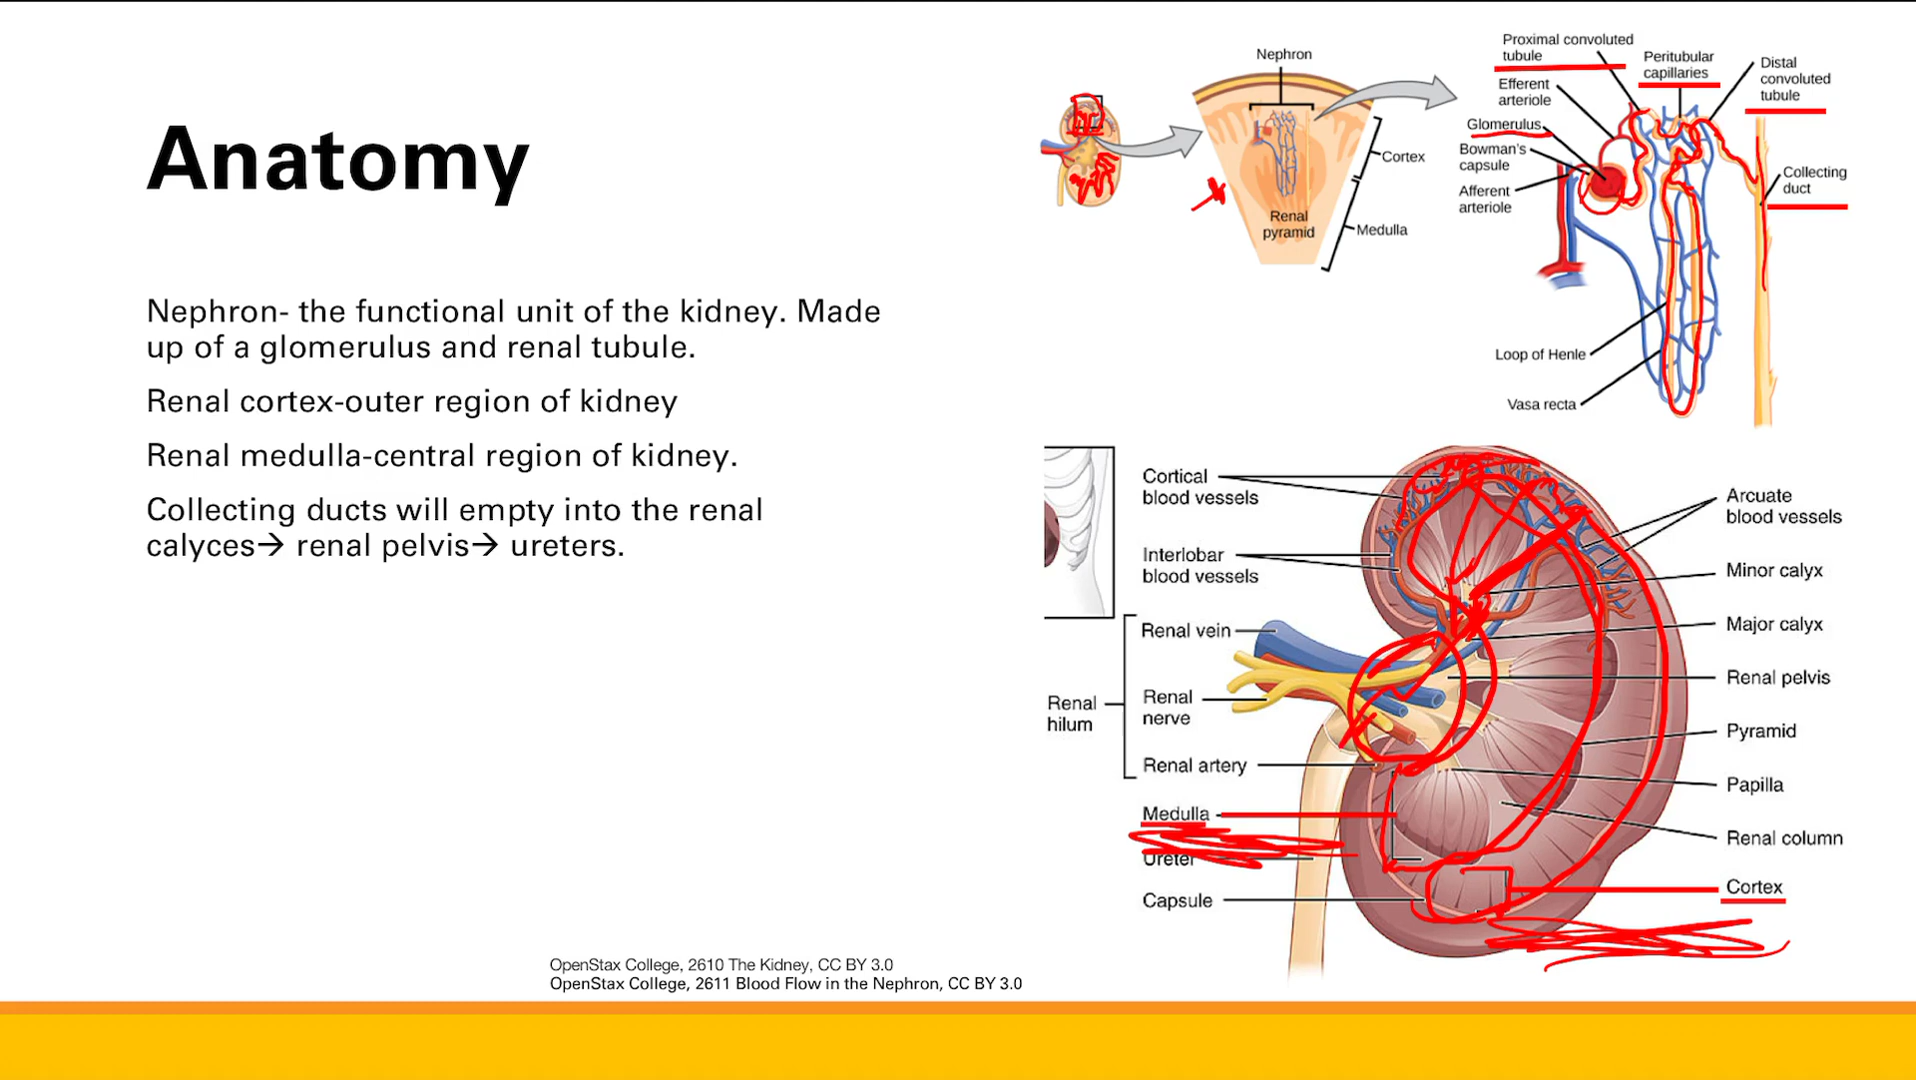 Anatomy
Nephron- the functional unit of the kidney. Made
up of a glomerulus and renal tubule.
Renal cortex-outer region of kidney
Renal medulla-central region of kidney.
Collecting ducts will empty into the renal
calyces→ renal pelvis→ ureters.
Nephron
Cortex
Renal
pyramid
Medulla
Proximal convoluted
tubule
Efferent
arteriole
Glomerulus
Bowman's
capsule
Afferent
arteriole
Peritubular
capillaries
Distal
convoluted
tubule
Collecting
duct
Loop of Henle
Vasa recta
Cortical
blood vessels
Interlobar
blood vessels
Renal vein
Renal
hilum
Renal
nerve
Renal artery
Medulla
Ureter
Capsule
Arcuate
blood vessels
Minor calyx
Major calyx
Renal pelvis
Pyramid
Papilla
Renal column
Cortex
OpenStax College, 2610 The Kidney, CC BY 3.0
OpenStax College, 2611 Blood Flow in the Nephron, CC BY 3.0